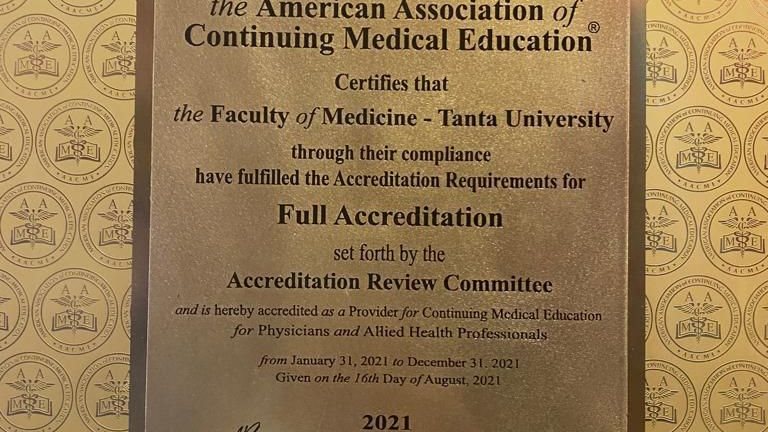 the American Association of
Continuing Medical Education®
Certifies that
the Faculty of Medicine - Tanta University
through their compliance
have fulfilled the Accreditation Requirements for
Full Accreditation
set forth by the
Accreditation Review Committee
and is hereby accredited as a Provider for Continuing Medical Education
for Physicians and Allied Health Professionals
from January 31, 2021 to December 31, 2021
Given on the 16th Day of August, 2021
2021